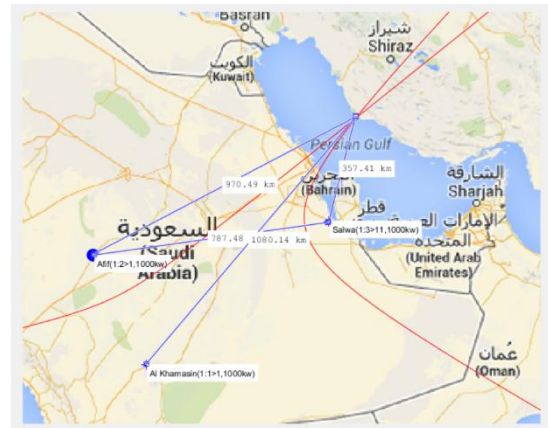 Basrah
شيراز
Shiraz
الكويت
(Kuwait)
Persian Gulf
357.41 km
970.49 km
البحرين
(Bahrain)
الشارقة
Sharjah
قطر
السعودية
(Saudi
Arabia)
787.48
1080.14 km
Salwa(1:3>11,1000kw)
الإمارات العربية
المتحدة
(United Arab
Emirates)
Afif(1:2>1,1000kw)
Al Khamasin(1:1>1,1000kw)
عُمان
(Oman)